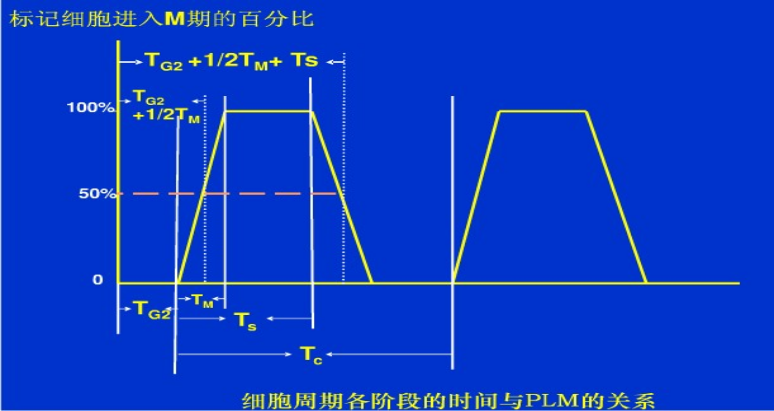 标记细胞进入M期的百分比
TG2 +1/2TM+ Ts
TG2
+1/2TM
100%
50%
0
TM
TG2
Ts
Tc
细胞周期各阶段的时间与PLM的关系